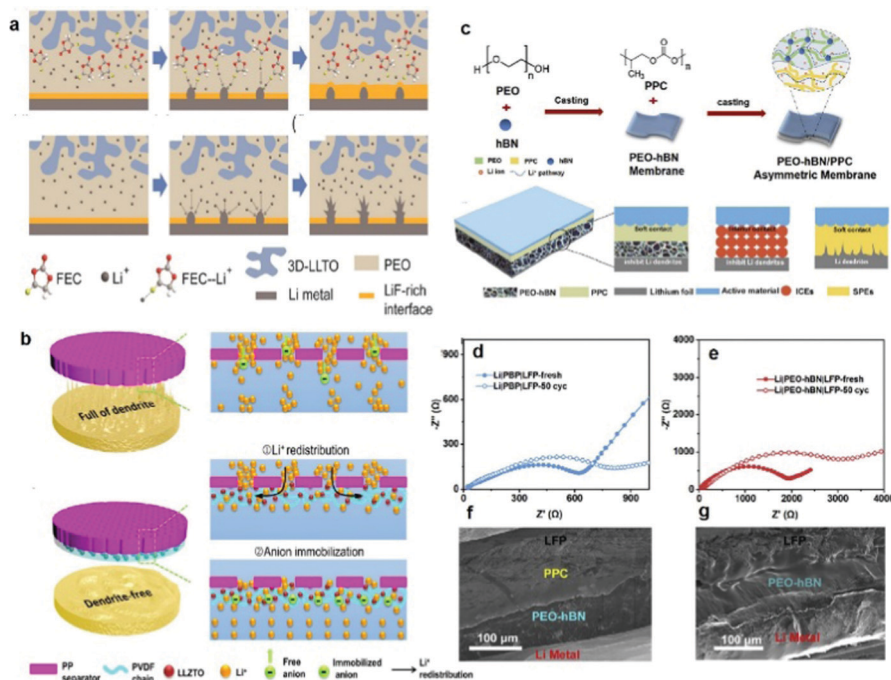 a
FEC
Li⁺
FEC--Li⁺
3D-LLTO
Li metal
PEO
LiF-rich
interface
b
Full of dendrite
①Li⁺ redistribution
②Anion immobilization
Dendrite-free
PP
separator
PVDF
chain
LLZTO
Li⁺
Free
anion
Immobilized
anion
Li⁺
redistribution
c
H
O
n
OH
PEO
+
hBN
Casting
O
O
O
n
CH₃
PPC
+
PEO-hBN
Membrane
casting
PEO-hBN/PPC
Asymmetric Membrane
PEO PPC hBN
Li ion Li⁺ pathway
Soft contact
inhibit Li dendrites
contact
inhibit Li dendrites
Soft contact
Li dendrites
PEO-hBN PPC Lithium foil Active material ICEs SPEs
d
Li|PBP|LFP-fresh
Li|PBP|LFP-50 cyc
-Z'' (Ω)
900
600
300
0
0 300 600 900
Z' (Ω)
e
Li|PEO-hBN|LFP-fresh
Li|PEO-hBN|LFP-50 cyc
-Z'' (Ω)
4000
3000
2000
1000
0
0 1000 2000 3000 4000
Z' (Ω)
f
LFP
PPC
PEO-hBN
100 µm
Li Metal
g
LFP
PEO-hBN
100 µm
Li Metal